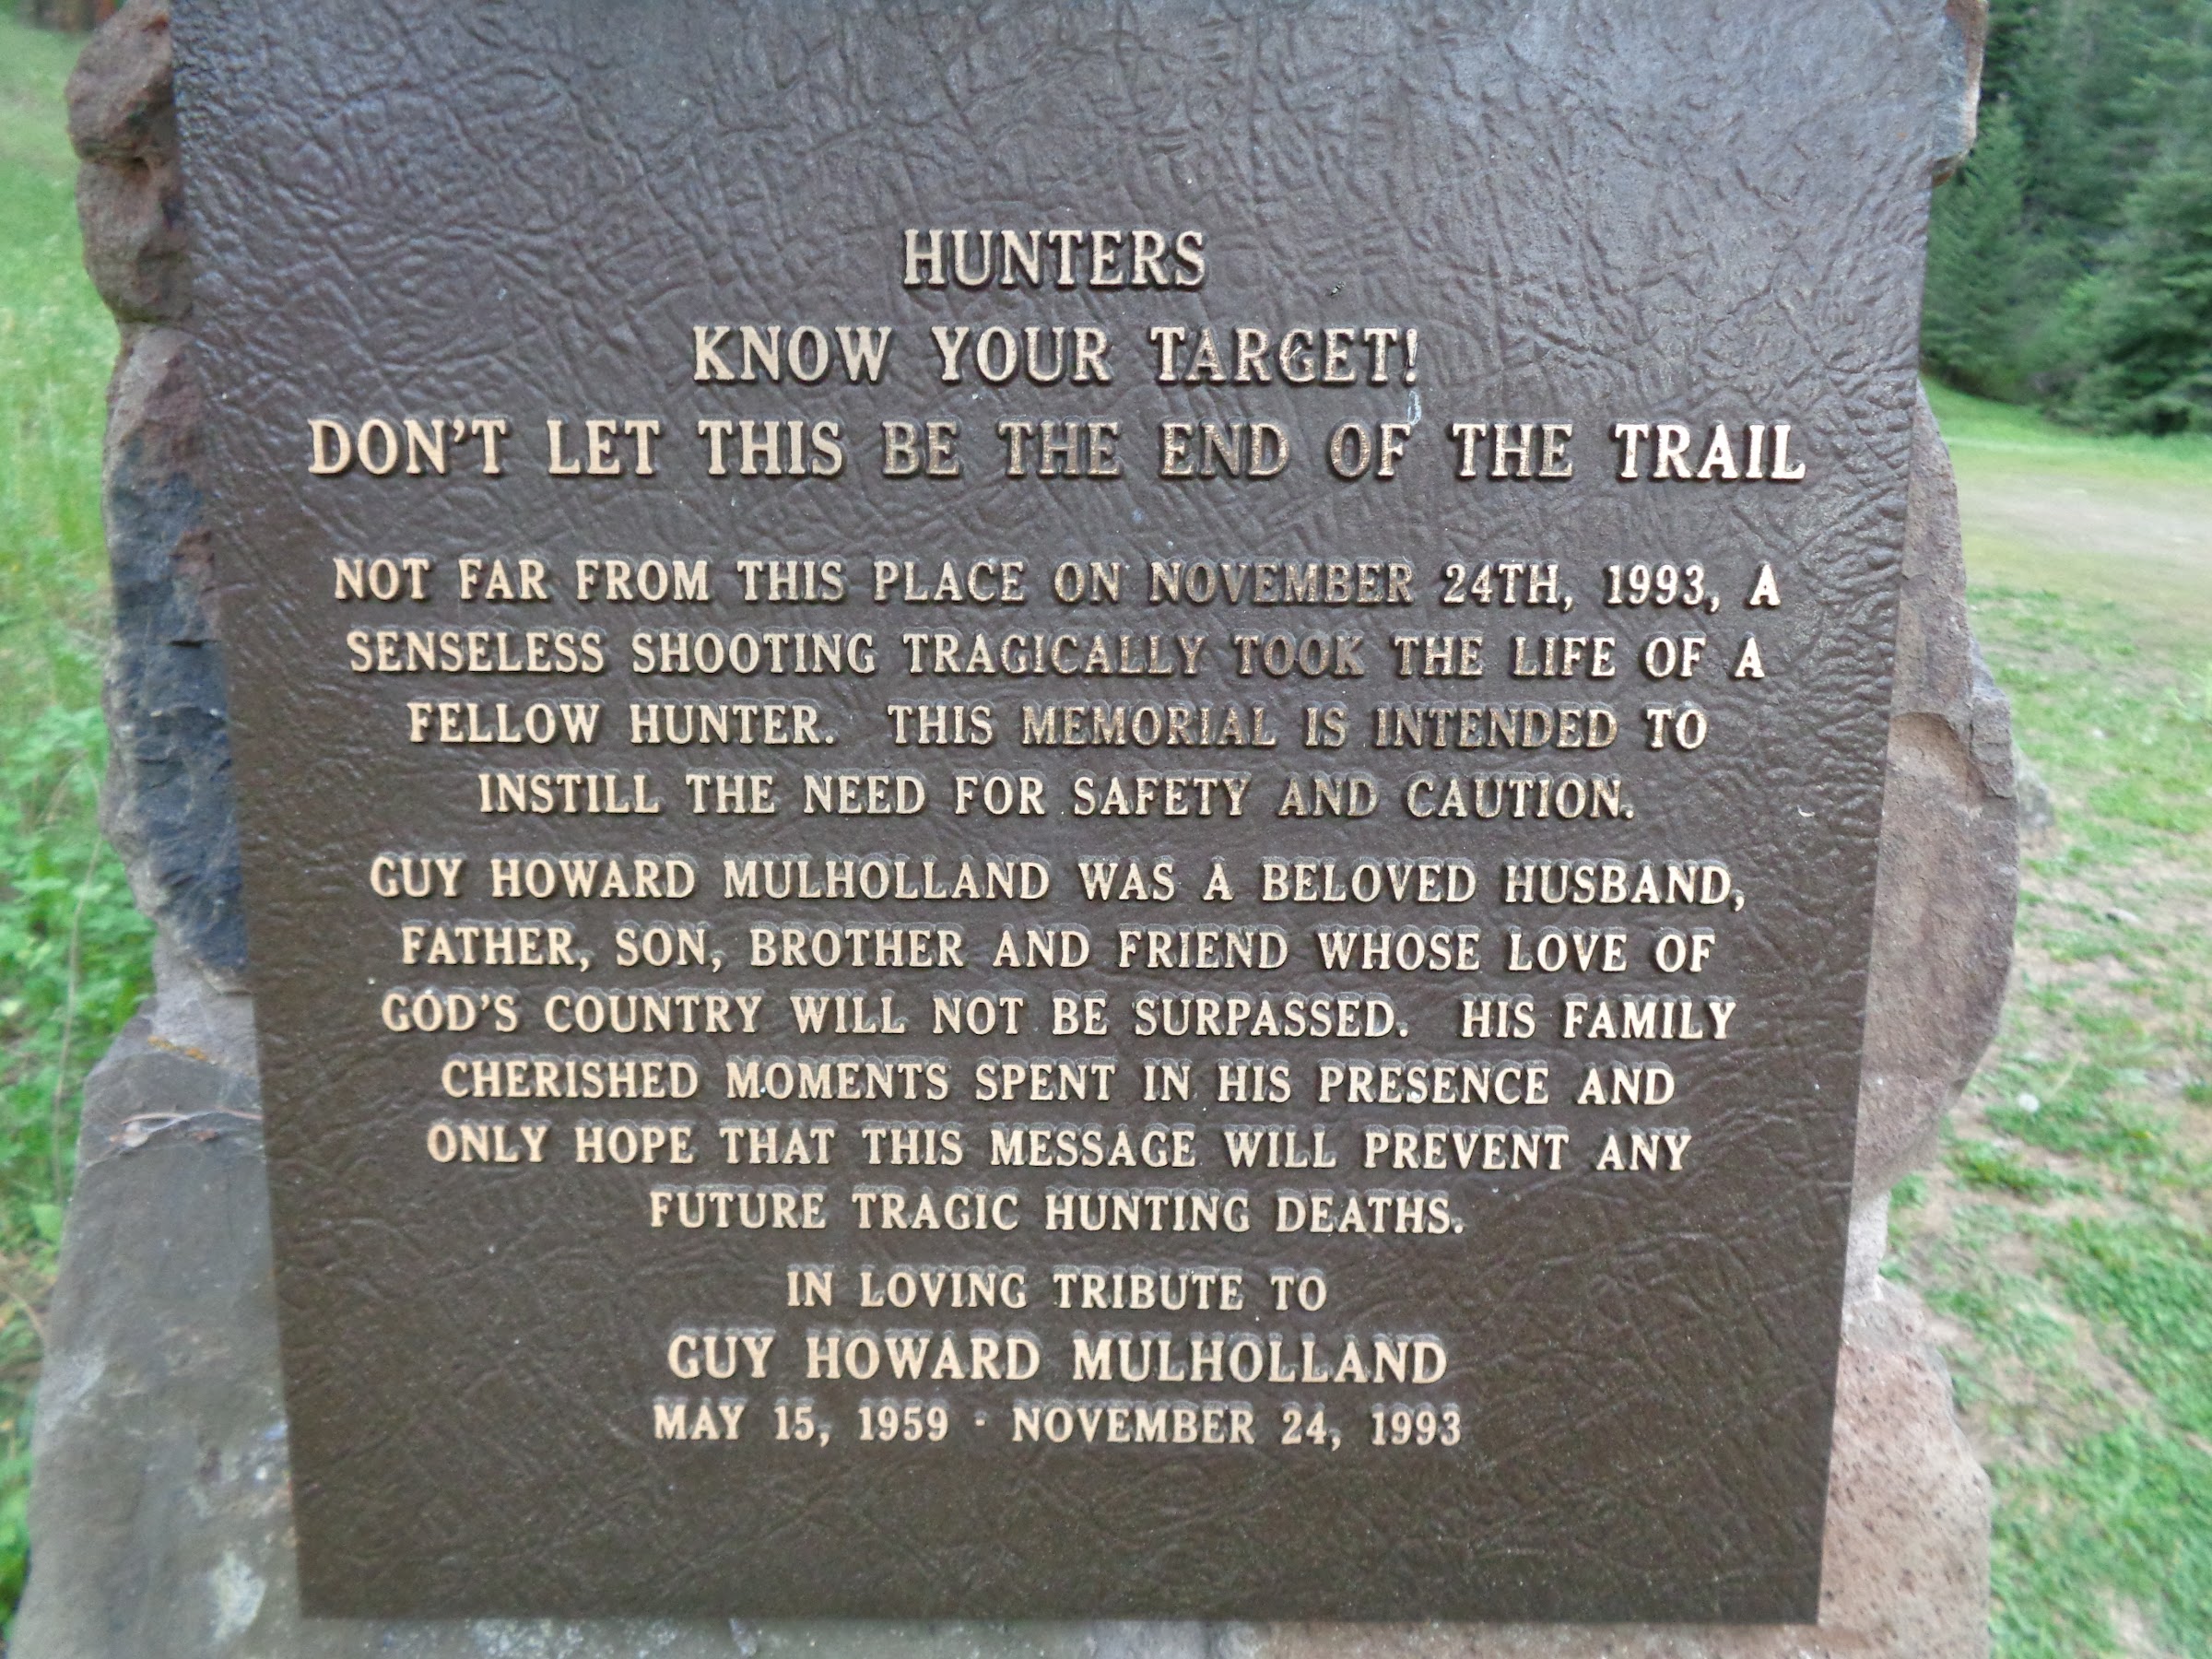 HUNTERS
KNOW YOUR TARGET!
DON'T LET THIS BE THE END OF THE TRAIL
NOT FAR FROM THIS PLACE ON NOVEMBER 24TH, 1993, A
SENSELESS SHOOTING TRAGICALLY TOOK THE LIFE OF A
FELLOW HUNTER. THIS MEMORIAL IS INTENDED TO
INSTILL THE NEED FOR SAFETY AND CAUTION.
GUY HOWARD MULHOLLAND WAS A BELOVED HUSBAND,
FATHER, SON, BROTHER AND FRIEND WHOSE LOVE OF
GOD'S COUNTRY WILL NOT BE SURPASSED. HIS FAMILY
CHERISHED MOMENTS SPENT IN HIS PRESENCE AND
ONLY HOPE THAT THIS MESSAGE WILL PREVENT ANY
FUTURE TRAGIC HUNTING DEATHS.
IN LOVING TRIBUTE TO
GUY HOWARD MULHOLLAND
MAY 15, 1959 · NOVEMBER 24, 1993